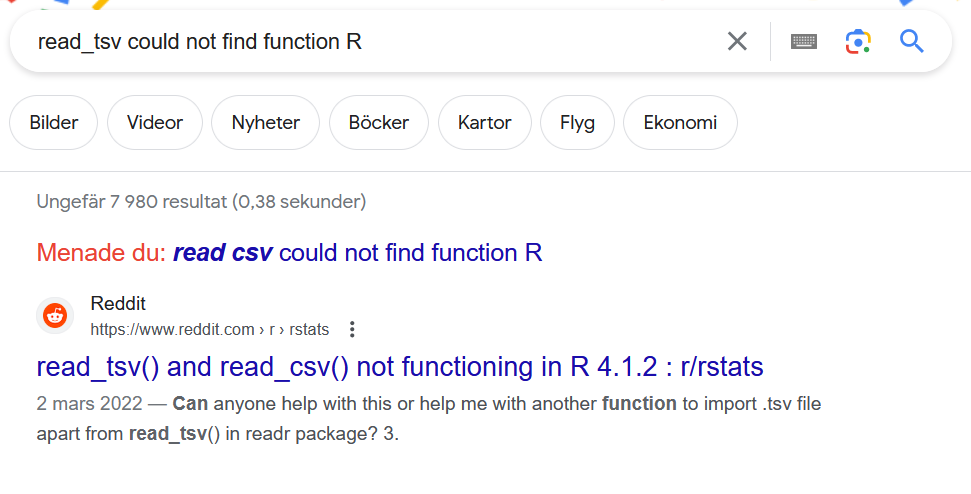 read_tsv could not find function R
Bilder Videor Nyheter Böcker Kartor Flyg Ekonomi
Ungefär 7 980 resultat (0,38 sekunder)
Menade du: read csv could not find function R
Reddit
https://www.reddit.com › r › rstats
read_tsv() and read_csv() not functioning in R 4.1.2 : r/rstats
2 mars 2022 — Can anyone help with this or help me with another function to import .tsv file
apart from read_tsv() in readr package? 3.